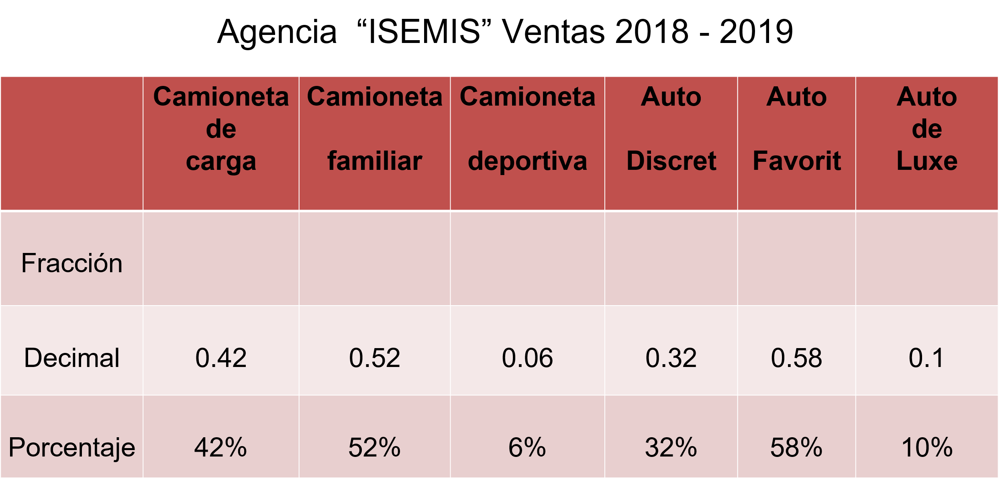 Agencia “ISEMIS” Ventas 2018 - 2019
Camioneta de carga
Camioneta familiar
Camioneta deportiva
Auto Discret
Auto Favorit
Auto de Luxe
Fracción
Decimal 0.42 0.52 0.06 0.32 0.58 0.1
Porcentaje 42% 52% 6% 32% 58% 10%